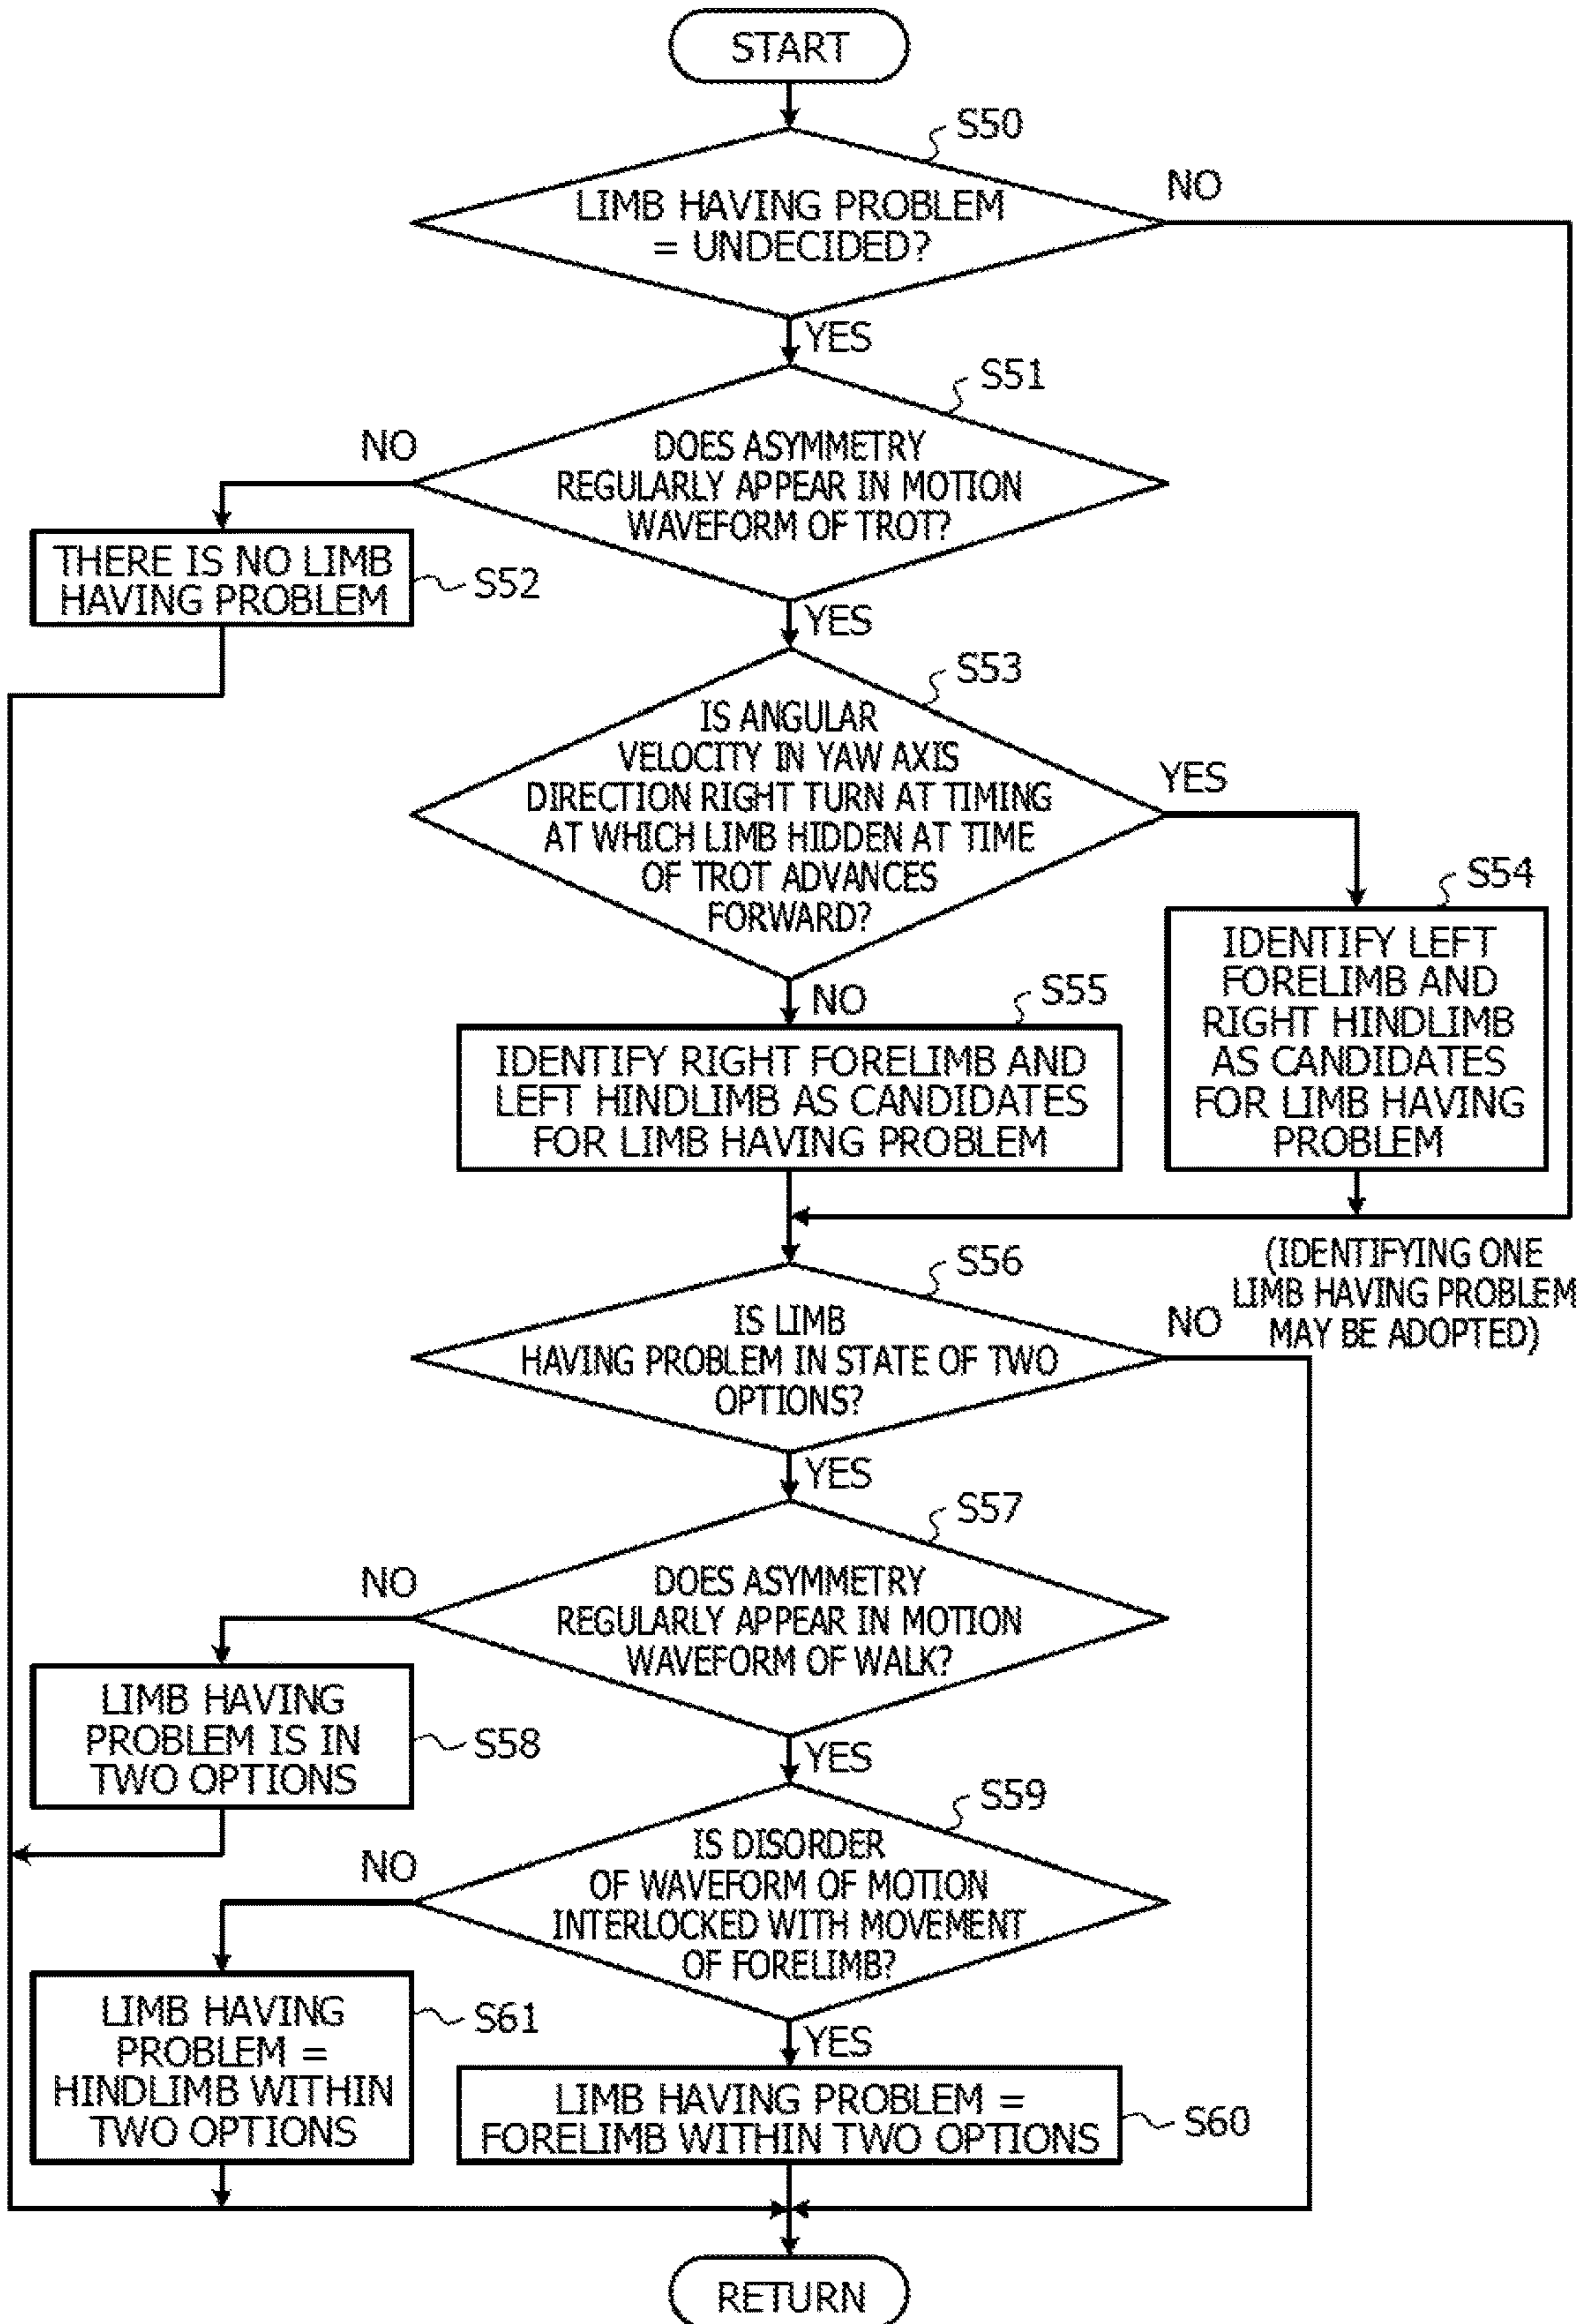 START
S50
LIMB HAVING PROBLEM
= UNDECIDED?
NO
YES
S51
DOES ASYMMETRY
REGULARLY APPEAR IN MOTION
WAVEFORM OF TROT?
NO
THERE IS NO LIMB
HAVING PROBLEM
S52
YES
S53
IS ANGULAR
VELOCITY IN YAW AXIS
DIRECTION RIGHT TURN AT TIMING
AT WHICH LIMB HIDDEN AT TIME
OF TROT ADVANCES
FORWARD?
YES
S54
IDENTIFY LEFT
FORELIMB AND
RIGHT HINDLIMB
AS CANDIDATES
FOR LIMB HAVING
PROBLEM
NO
S55
IDENTIFY RIGHT FORELIMB AND
LEFT HINDLIMB AS CANDIDATES
FOR LIMB HAVING PROBLEM
(IDENTIFYING ONE
LIMB HAVING PROBLEM
MAY BE ADOPTED)
S56
IS LIMB
HAVING PROBLEM IN STATE OF TWO
OPTIONS?
NO
YES
S57
DOES ASYMMETRY
REGULARLY APPEAR IN MOTION
WAVEFORM OF WALK?
NO
LIMB HAVING
PROBLEM IS IN
TWO OPTIONS
S58
YES
S59
IS DISORDER
OF WAVEFORM OF MOTION
INTERLOCKED WITH MOVEMENT
OF FORELIMB?
NO
LIMB HAVING
PROBLEM =
HINDLIMB WITHIN
TWO OPTIONS
S61
YES
LIMB HAVING PROBLEM =
FORELIMB WITHIN TWO OPTIONS
S60
RETURN